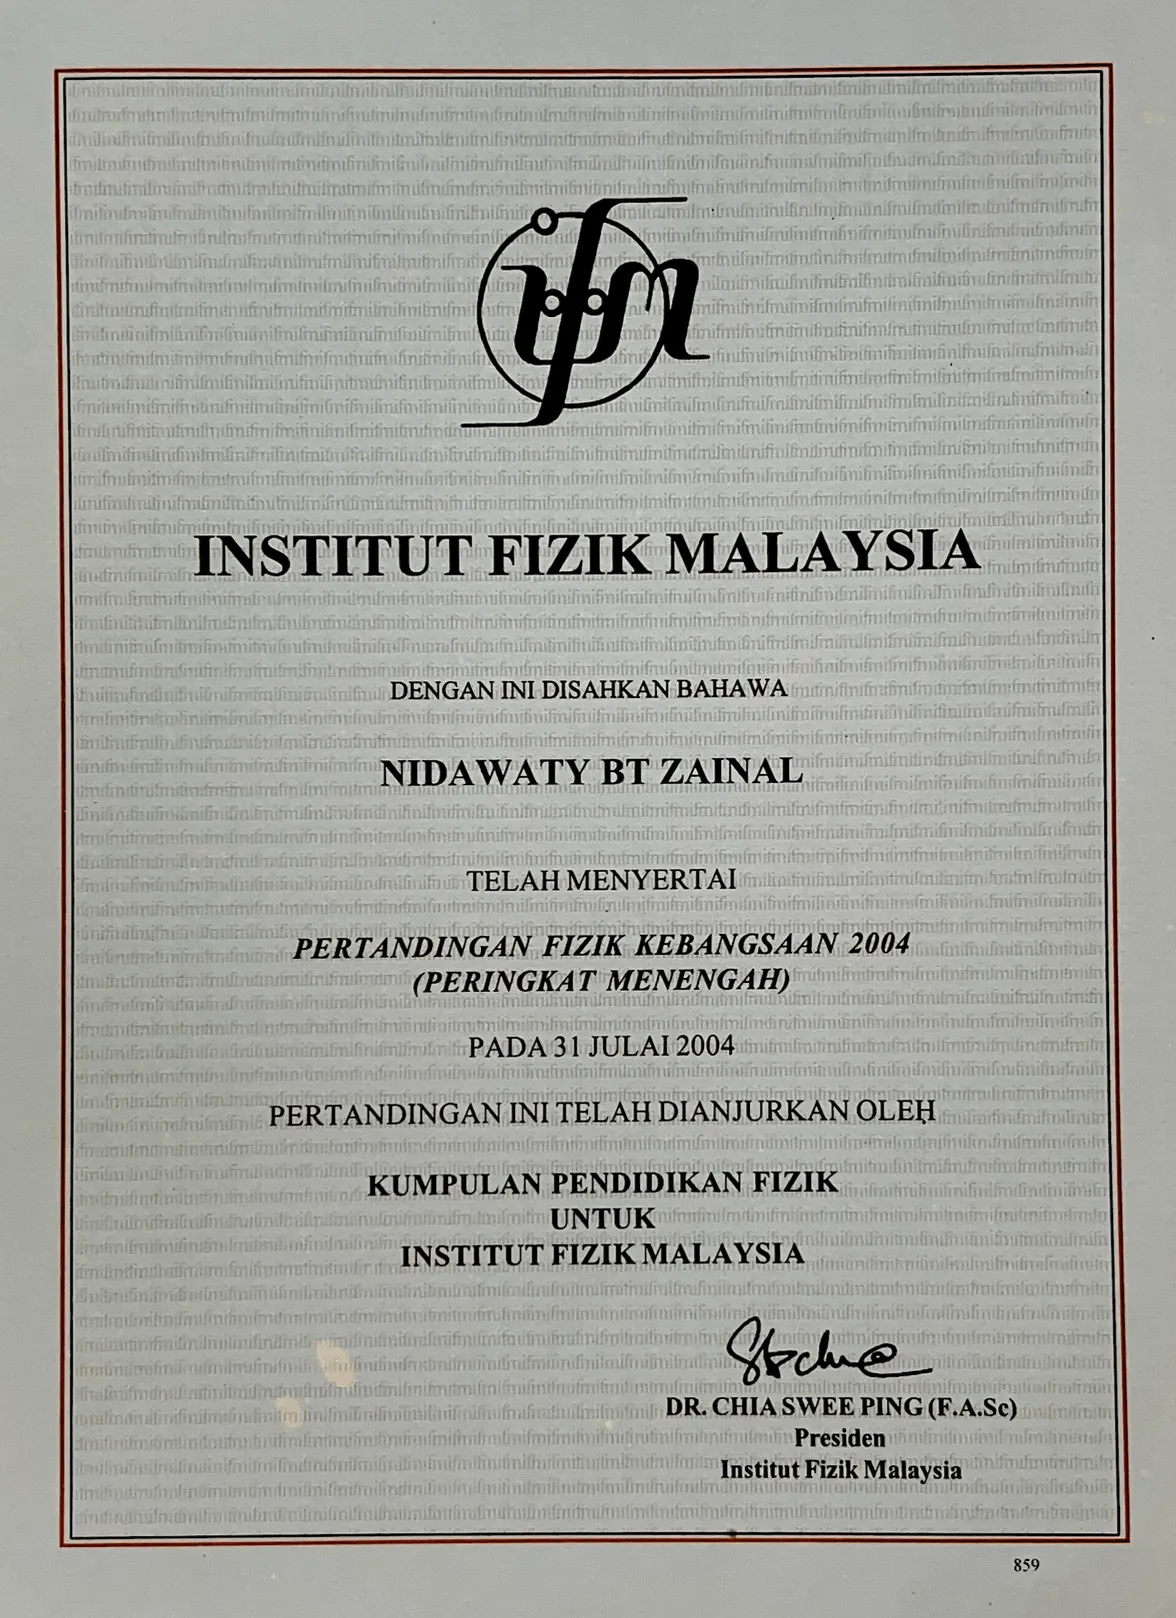 ifm
INSTITUT FIZIK MALAYSIA
DENGAN INI DISAHKAN BAHAWA
NIDAWATY BT ZAINAL
TELAH MENYERTAI
PERTANDINGAN FIZIK KEBANGSAAN 2004
(PERINGKAT MENENGAH)
PADA 31 JULAI 2004
PERTANDINGAN INI TELAH DIANJURKAN OLEH
KUMPULAN PENDIDIKAN FIZIK
UNTUK
INSTITUT FIZIK MALAYSIA
DR. CHIA SWEE PING (F.A.Sc)
Presiden
Institut Fizik Malaysia
859